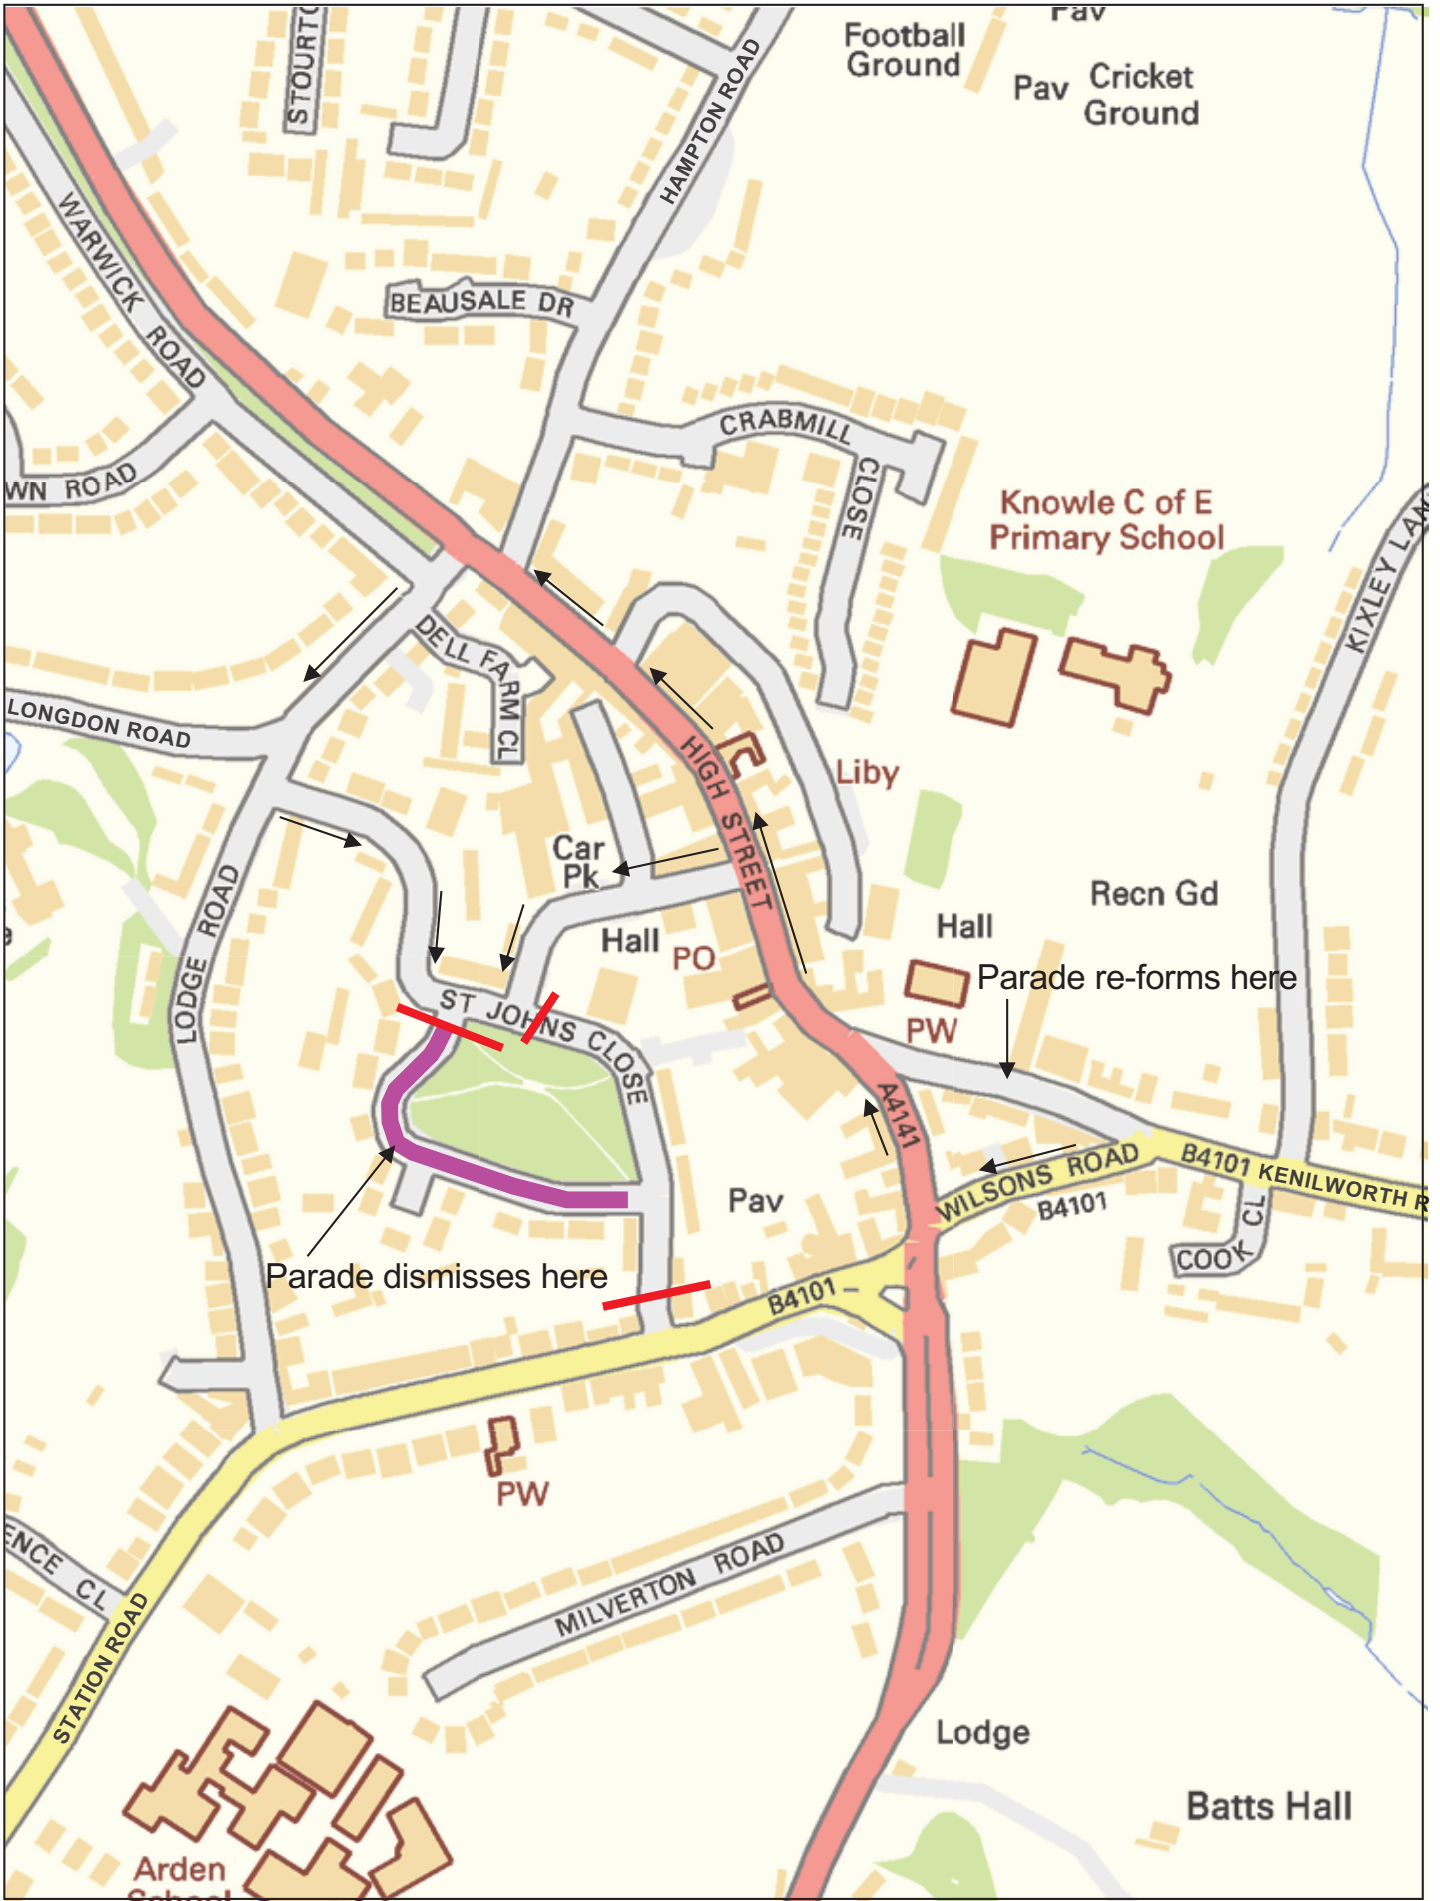 Pav
Football
Ground
Pav
Cricket
Ground
STOURTO
HAMPTON ROAD
WARWICK ROAD
BEAUSALE DR
CRABMILL
CLOSE
WN ROAD
Knowle C of E
Primary School
KIXLEY LAN
DELL FARM CL
LONGDON ROAD
HIGH STREET
Liby
Car
Pk
LODGE ROAD
Recn Gd
Hall
Hall
PO
Parade re-forms here
ST JOHNS CLOSE
PW
A4141
WILSONS ROAD
B4101
B4101 KENILWORTH R
Pav
COOK CL
Parade dismisses here
B4101
PW
ENCE CL
MILVERTON ROAD
STATION ROAD
Lodge
Batts Hall
Arden
School